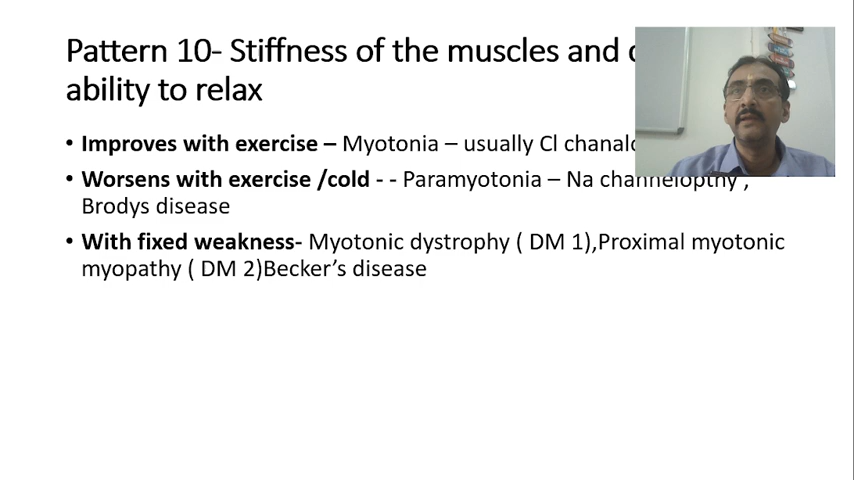 Pattern 10- Stiffness of the muscles and
ability to relax
• Improves with exercise – Myotonia – usually Cl
• Worsens with exercise /cold - - Paramyotonia – Na channelopthy ,
Brodys disease
• With fixed weakness- Myotonic dystrophy ( DM 1),Proximal myotonic
myopathy ( DM 2)Becker’s disease